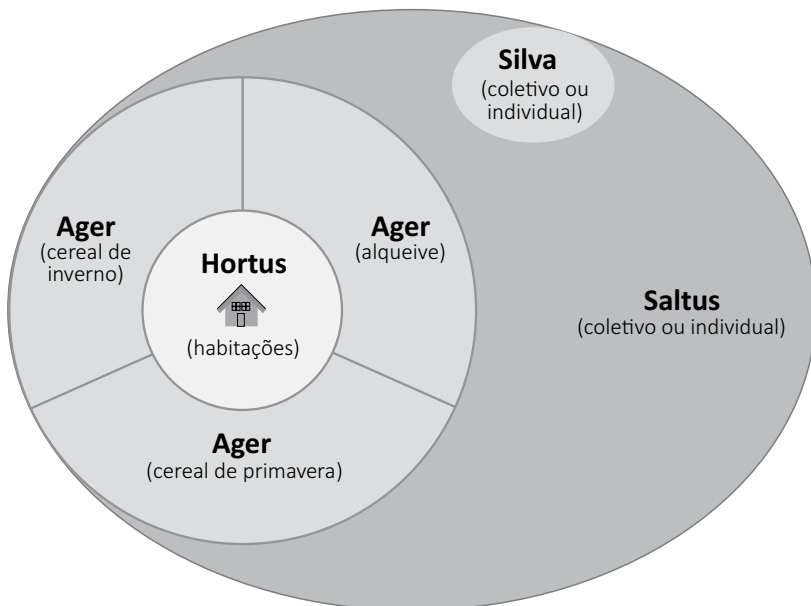 Silva
(coletivo ou
individual)
Ager
(cereal de
inverno)
Ager
(alqueive)
Hortus
(habitações)
Saltus
(coletivo ou individual)
Ager
(cereal de primavera)